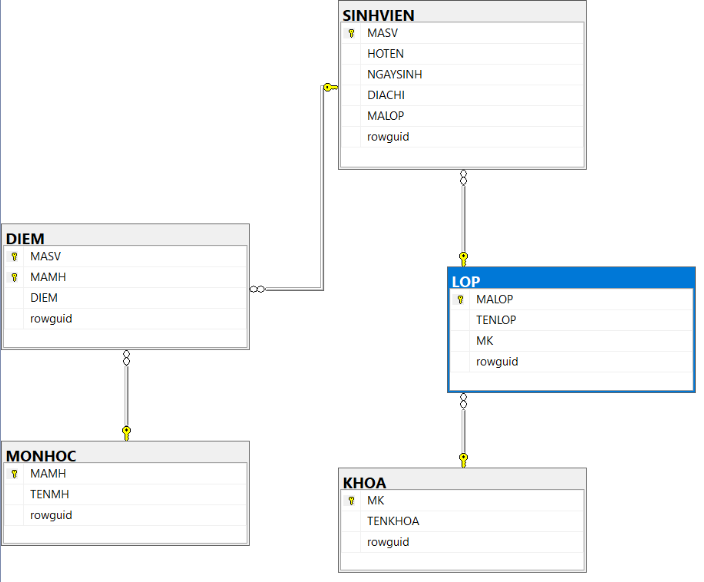 SINHVIEN
MASV
HOTEN
NGAYSINH
DIACHI
MALOP
rowguid
DIEM
MASV
MAMH
DIEM
rowguid
LOP
MALOP
TENLOP
MK
rowguid
MONHOC
MAMH
TENMH
rowguid
KHOA
MK
TENKHOA
rowguid